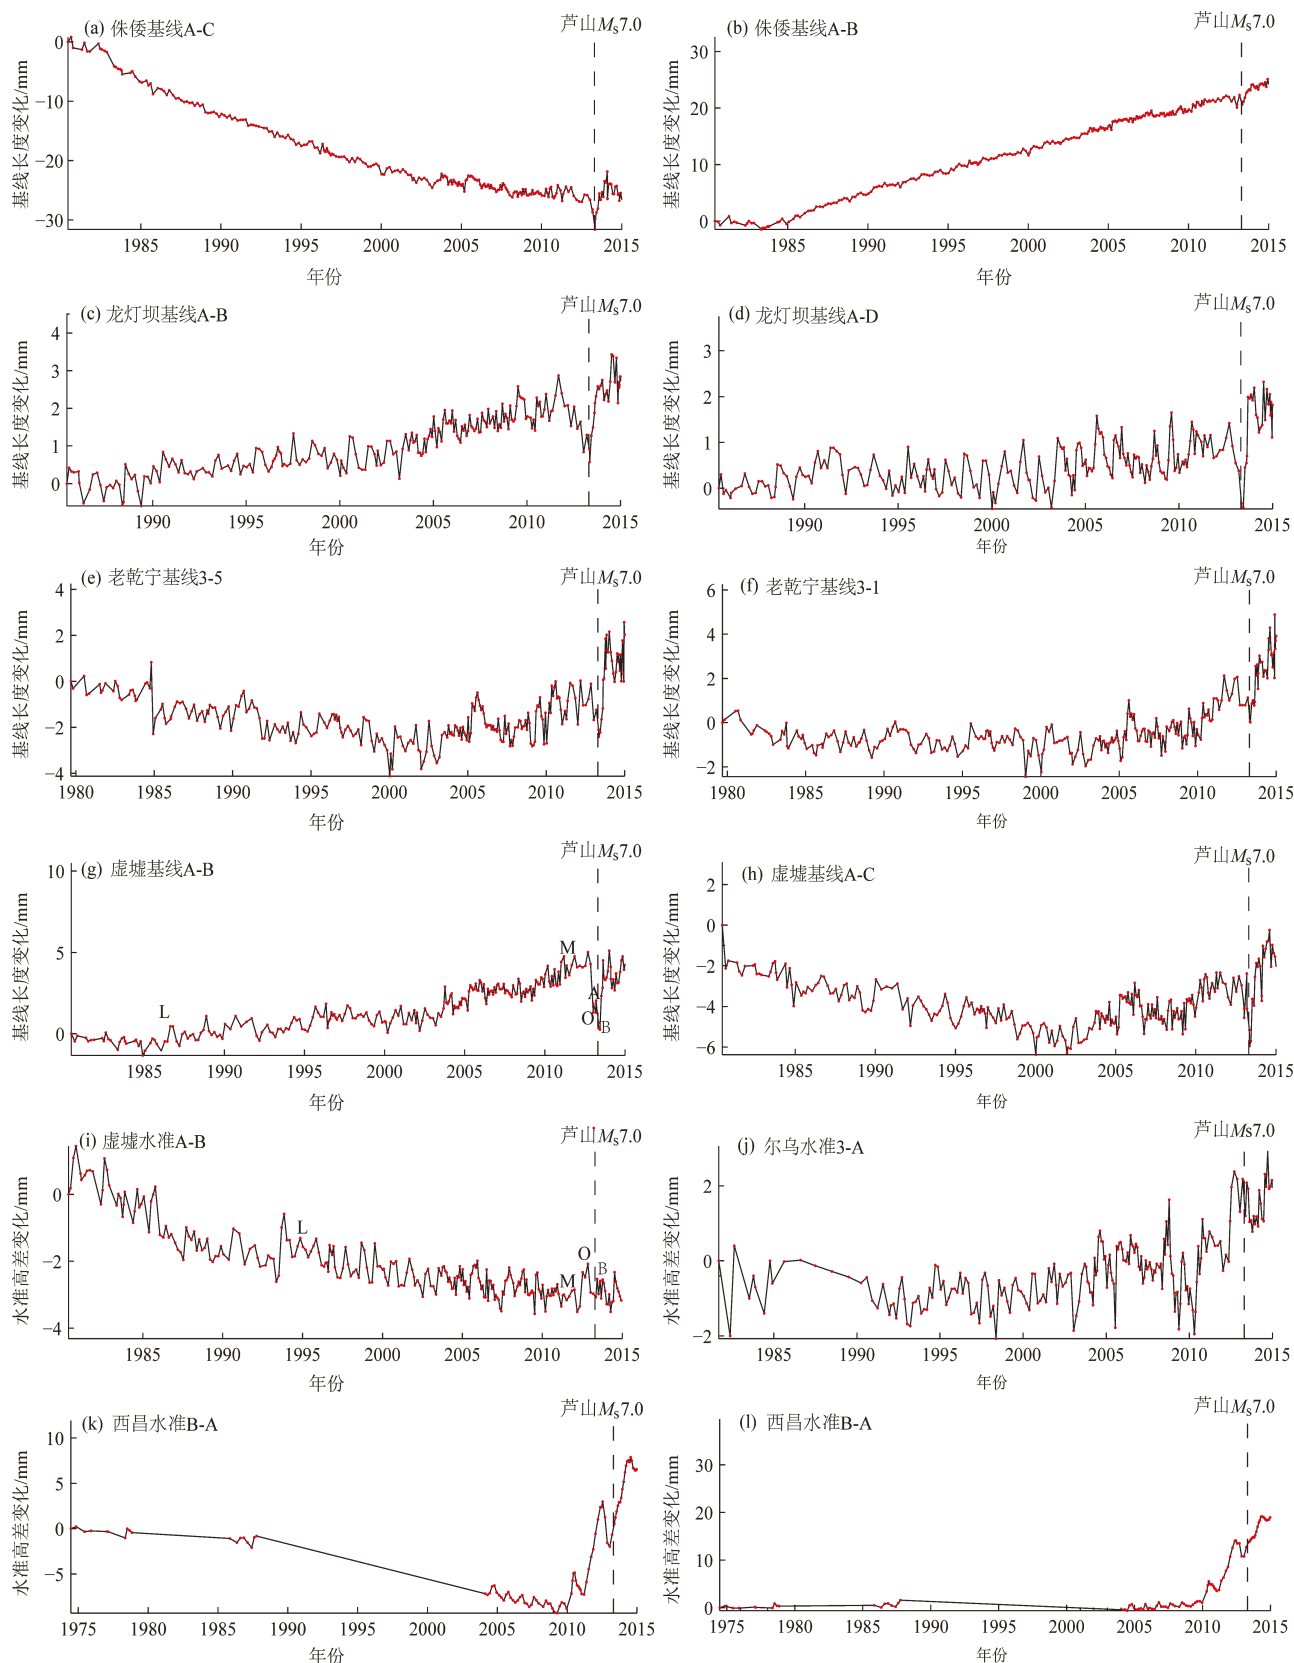 (a) 侏倭基线A-C
芦山Ms7.0
基线长度变化/mm
0
−10
−20
−30
1985 1990 1995 2000 2005 2010 2015
年份
(b) 侏倭基线A-B
芦山Ms7.0
基线长度变化/mm
30
20
10
0
1985 1990 1995 2000 2005 2010 2015
年份
(c) 龙灯坝基线A-B
芦山Ms7.0
基线长度变化/mm
4
3
2
1
0
1990 1995 2000 2005 2010 2015
年份
(d) 龙灯坝基线A-D
芦山Ms7.0
基线长度变化/mm
3
2
1
0
1990 1995 2000 2005 2010 2015
年份
(e) 老乾宁基线3-5
芦山Ms7.0
基线长度变化/mm
4
2
0
−2
−4
1980 1985 1990 1995 2000 2005 2010 2015
年份
(f) 老乾宁基线3-1
芦山Ms7.0
基线长度变化/mm
6
4
2
0
−2
1980 1985 1990 1995 2000 2005 2010 2015
年份
(g) 虚墟基线A-B
芦山Ms7.0
基线长度变化/mm
10
5
0
L
M
A
O
B
1985 1990 1995 2000 2005 2010 2015
年份
(h) 虚墟基线A-C
芦山Ms7.0
基线长度变化/mm
2
0
−2
−4
−6
1985 1990 1995 2000 2005 2010 2015
年份
(i) 虚墟水准A-B
芦山Ms7.0
水准高差变化/mm
0
−2
−4
L
O
B
M
1985 1990 1995 2000 2005 2010 2015
年份
(j) 尔乌水准3-A
芦山Ms7.0
水准高差变化/mm
2
0
−2
1985 1990 1995 2000 2005 2010 2015
年份
(k) 西昌水准B-A
芦山Ms7.0
水准高差变化/mm
10
5
0
−5
1975 1980 1985 1990 1995 2000 2005 2010 2015
年份
(l) 西昌水准B-A
芦山Ms7.0
水准高差变化/mm
30
20
10
0
1975 1980 1985 1990 1995 2000 2005 2010 2015
年份